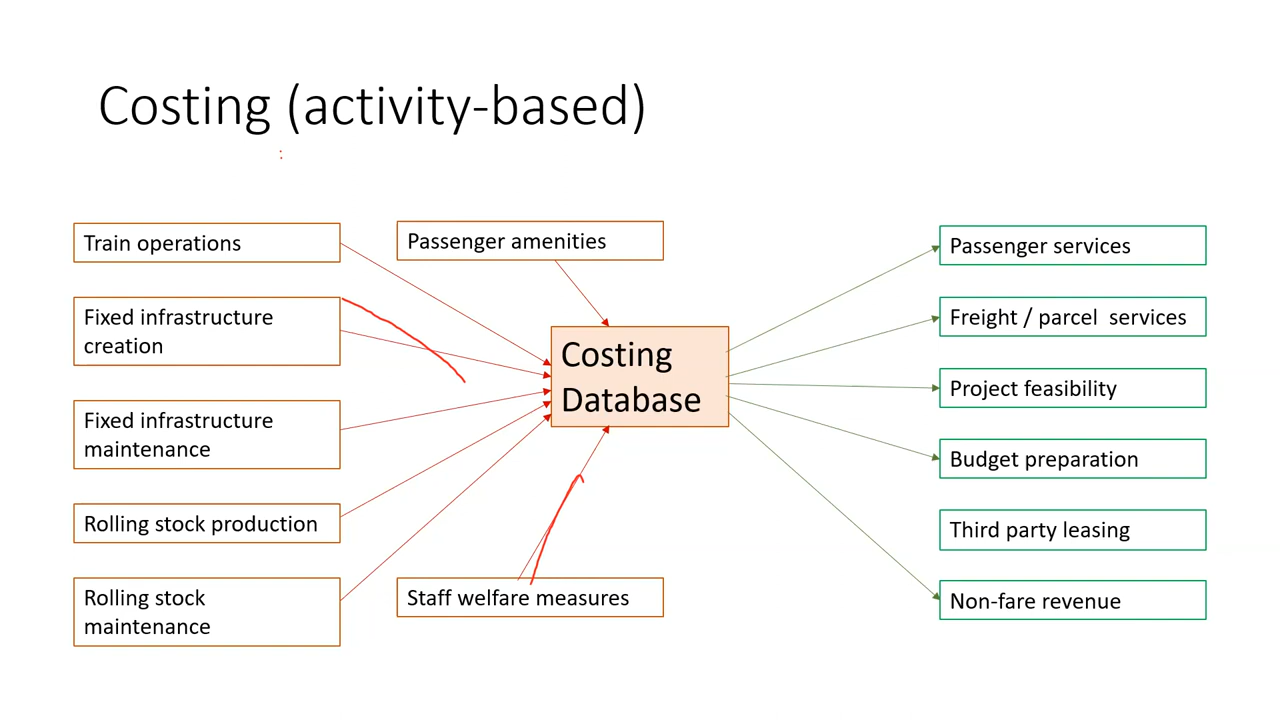 Costing (activity-based)
Train operations
Fixed infrastructure
creation
Fixed infrastructure
maintenance
Rolling stock production
Rolling stock
maintenance
Passenger amenities
Costing
Database
Staff welfare measures
Passenger services
Freight / parcel services
Project feasibility
Budget preparation
Third party leasing
Non-fare revenue